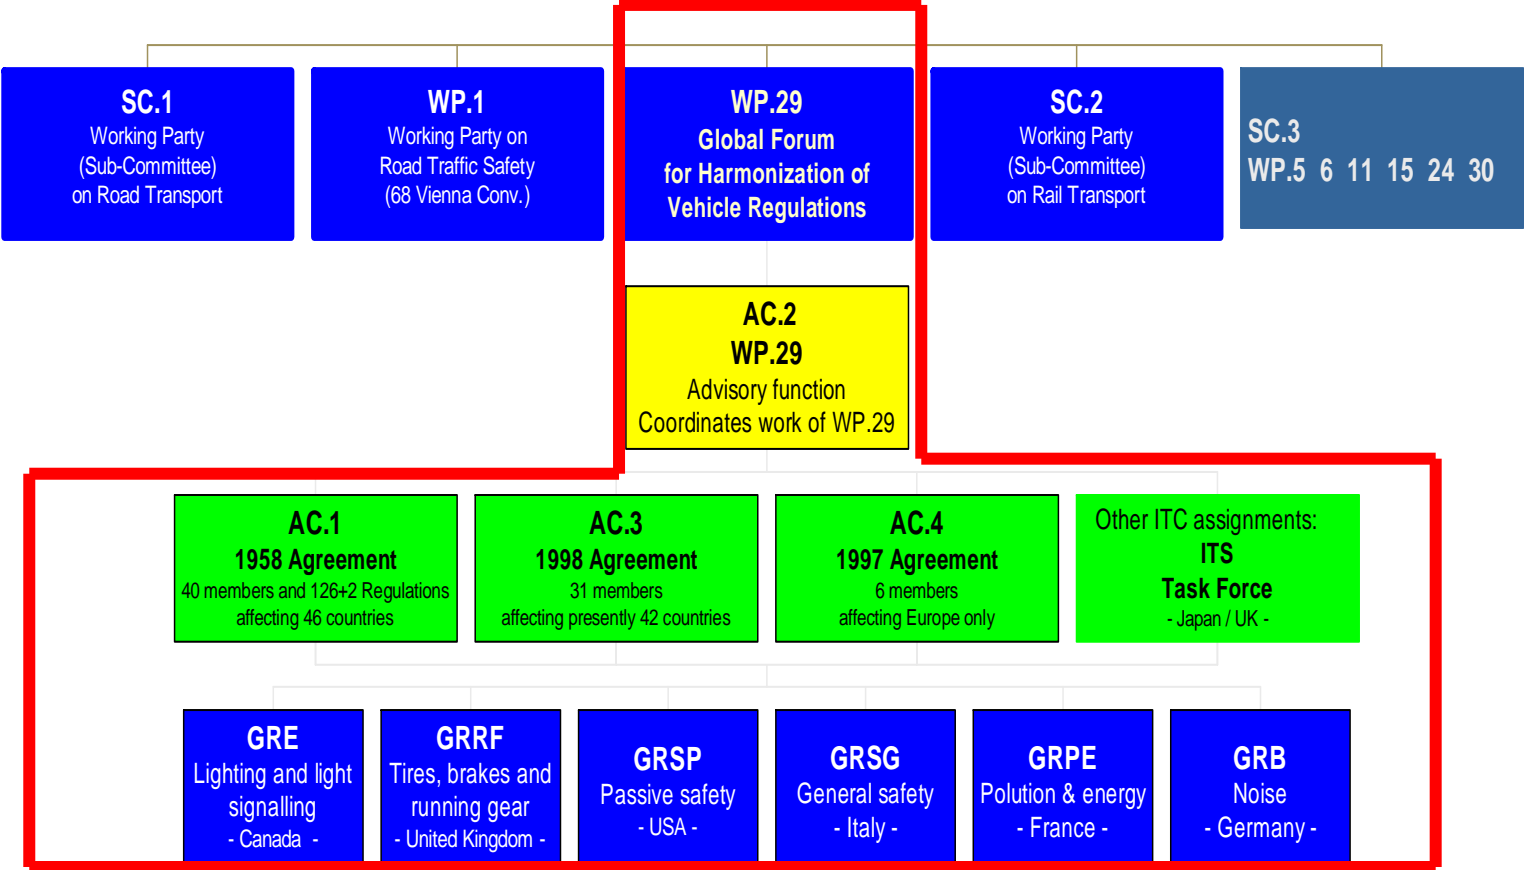 SC.1
Working Party
(Sub-Committee)
on Road Transport
WP.1
Working Party on
Road Traffic Safety
(68 Vienna Conv.)
WP.29
Global Forum
for Harmonization of
Vehicle Regulations
SC.2
Working Party
(Sub-Committee)
on Rail Transport
SC.3
WP.5 6 11 15 24 30
AC.2
WP.29
Advisory function
Coordinates work of WP.29
AC.1
1958 Agreement
40 members and 126+2 Regulations
affecting 46 countries
AC.3
1998 Agreement
31 members
affecting presently 42 countries
AC.4
1997 Agreement
6 members
affecting Europe only
Other ITC assignments:
ITS
Task Force
- Japan / UK -
GRE
Lighting and light
signalling
- Canada -
GRRF
Tires, brakes and
running gear
- United Kingdom -
GRSP
Passive safety
- USA -
GRSG
General safety
- Italy -
GRPE
Polution & energy
- France -
GRB
Noise
- Germany -